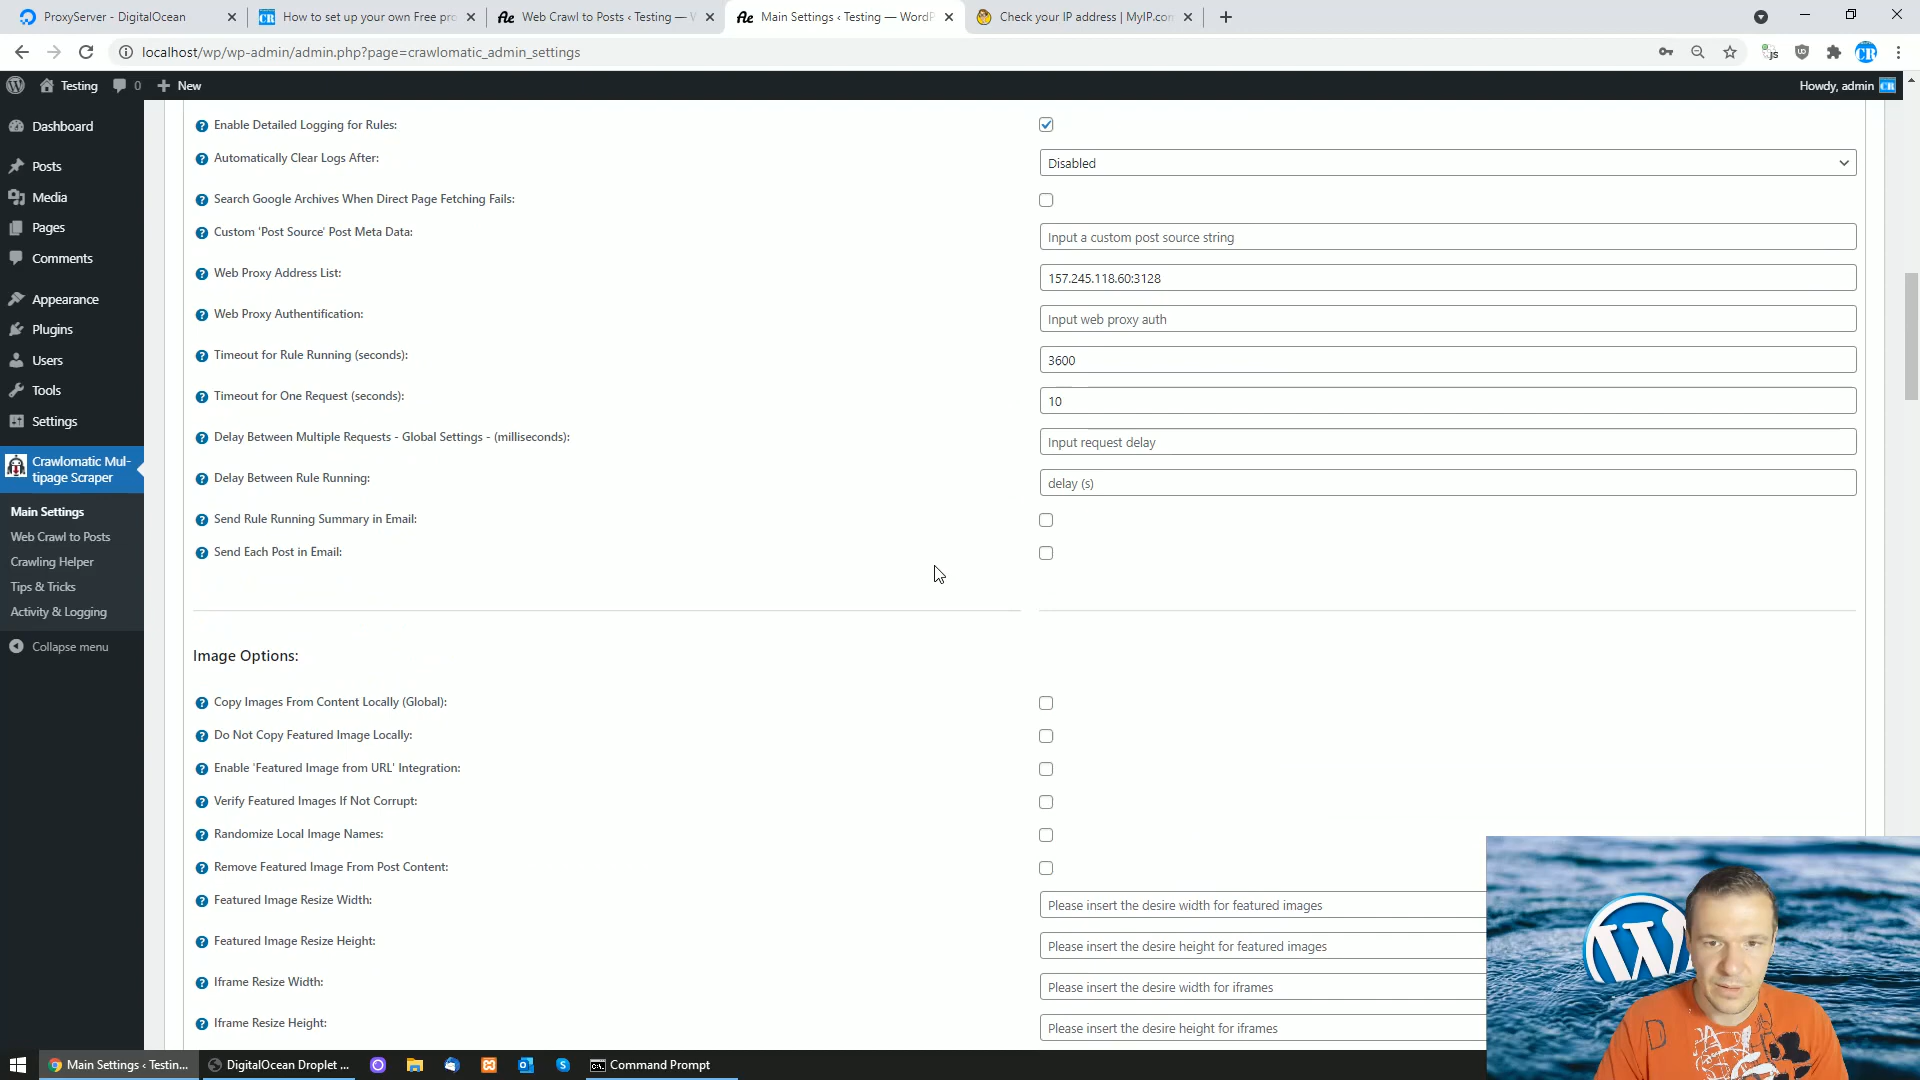 ProxyServer - DigitalOcean
How to set up your own Free pro
Web Crawl to Posts ‹ Testing — W
Main Settings ‹ Testing — WordP
Check your IP address | MyIP.com
localhost/wp/wp-admin/admin.php?page=crawlomatic_admin_settings
Testing
0
New
Howdy, admin
Dashboard
Posts
Media
Pages
Comments
Appearance
Plugins
Users
Tools
Settings
Crawlomatic Mul-
tipage Scraper
Main Settings
Web Crawl to Posts
Crawling Helper
Tips & Tricks
Activity & Logging
Collapse menu
Enable Detailed Logging for Rules:
Automatically Clear Logs After:
Disabled
Search Google Archives When Direct Page Fetching Fails:
Custom 'Post Source' Post Meta Data:
Input a custom post source string
Web Proxy Address List:
157.245.118.60:3128
Web Proxy Authentification:
Input web proxy auth
Timeout for Rule Running (seconds):
3600
Timeout for One Request (seconds):
10
Delay Between Multiple Requests - Global Settings - (milliseconds):
Input request delay
Delay Between Rule Running:
delay (s)
Send Rule Running Summary in Email:
Send Each Post in Email:
Image Options:
Copy Images From Content Locally (Global):
Do Not Copy Featured Image Locally:
Enable 'Featured Image from URL' Integration:
Verify Featured Images If Not Corrupt:
Randomize Local Image Names:
Remove Featured Image From Post Content:
Featured Image Resize Width:
Please insert the desire width for featured images
Featured Image Resize Height:
Please insert the desire height for featured images
Iframe Resize Width:
Please insert the desire width for iframes
Iframe Resize Height:
Please insert the desire height for iframes
Main Settings ‹ Testin...
DigitalOcean Droplet ...
Command Prompt